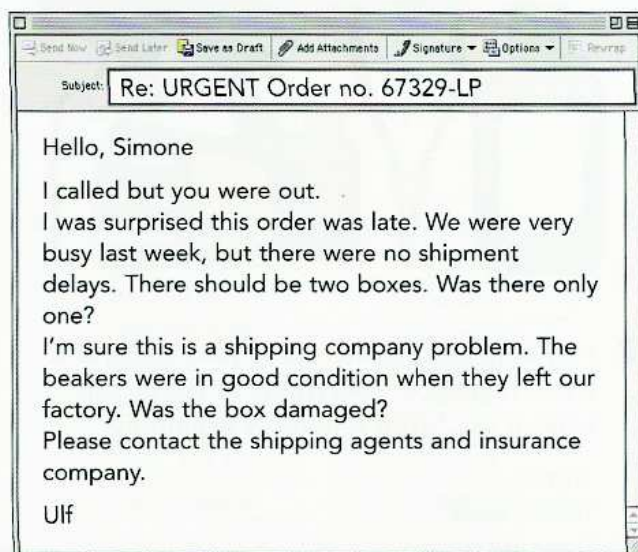 Send Now Send Later Save as Draft Add Attachments Signature Options Rewrap
Subject: Re: URGENT Order no. 67329-LP
Hello, Simone
I called but you were out.
I was surprised this order was late. We were very
busy last week, but there were no shipment
delays. There should be two boxes. Was there only
one?
I'm sure this is a shipping company problem. The
beakers were in good condition when they left our
factory. Was the box damaged?
Please contact the shipping agents and insurance
company.
Ulf